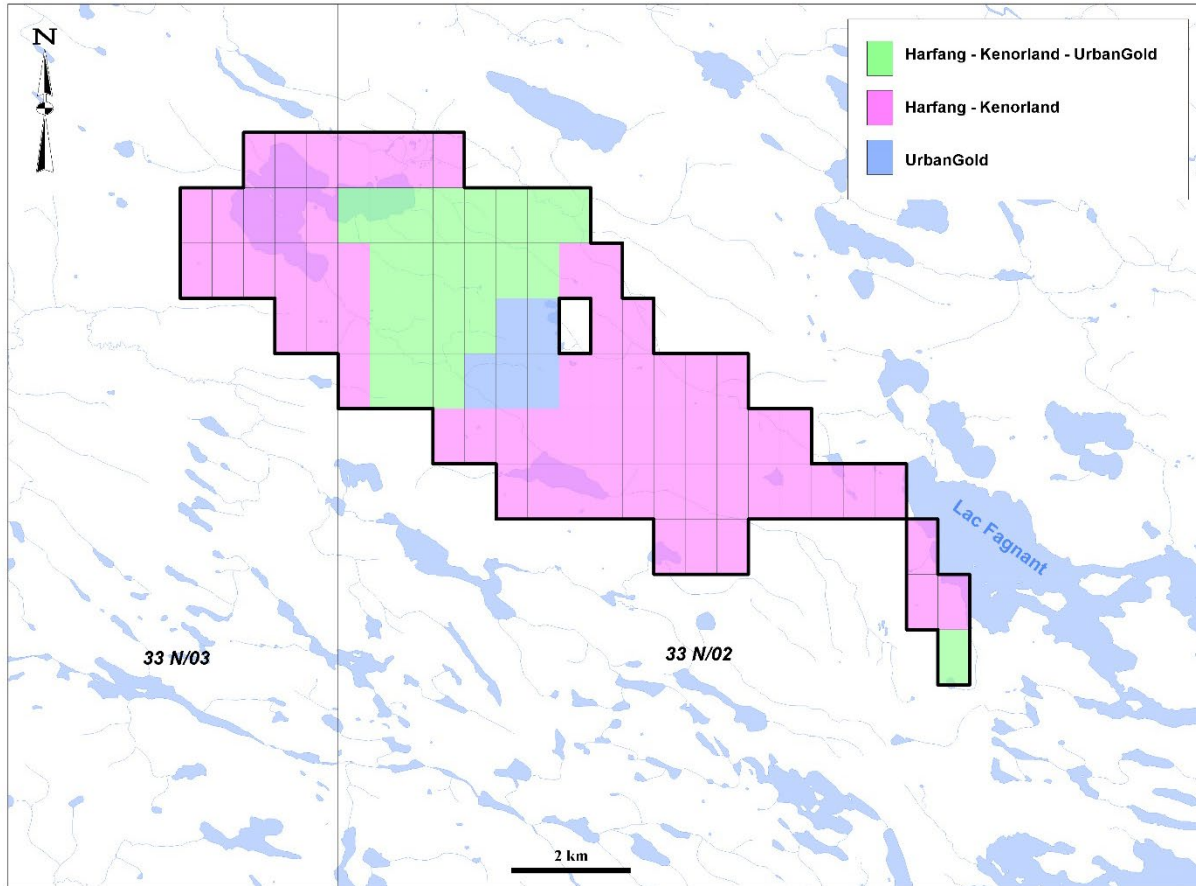 N
Harfang - Kenorland - UrbanGold
Harfang - Kenorland
UrbanGold
Lac Fagnant
33 N/03
33 N/02
2 km